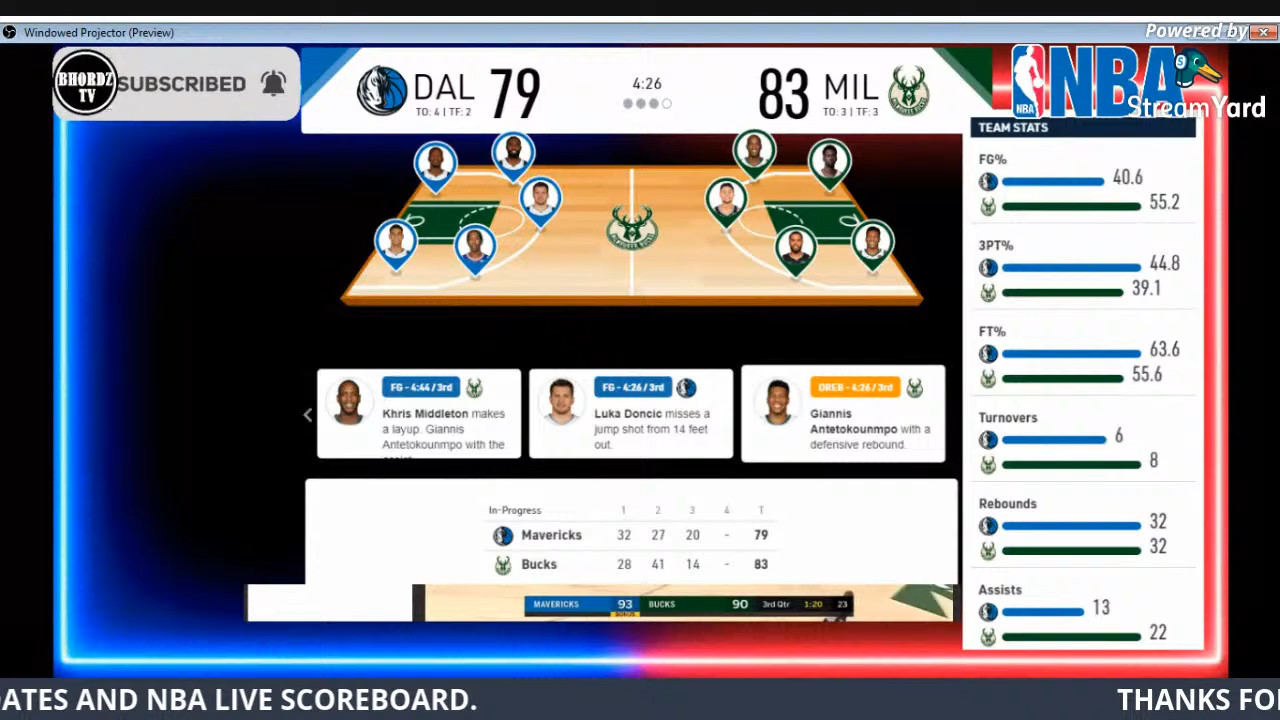 Windowed Projector (Preview)
Powered by
BHORDZ
TV
SUBSCRIBED
DAL 79
TO: 4 | TF: 2
4:26
83 MIL
TO: 3 | TF: 3
NBA
NBA
StreamYard
TEAM STATS
FG%
40.6
55.2
3PT%
44.8
39.1
FT%
63.6
55.6
Turnovers
6
8
Rebounds
32
32
Assists
13
22
FG - 4:44 / 3rd
Khris Middleton makes
a layup. Giannis
Antetokounmpo with the
assist.
FG - 4:26 / 3rd
Luka Doncic misses a
jump shot from 14 feet
out.
DREB - 4:26 / 3rd
Giannis
Antetokounmpo with a
defensive rebound.
In-Progress 1 2 3 4 T
Mavericks 32 27 20 - 79
Bucks 28 41 14 - 83
MAVERICKS 93 BUCKS 90 3rd Qtr 1:20 23
DATES AND NBA LIVE SCOREBOARD. THANKS FO